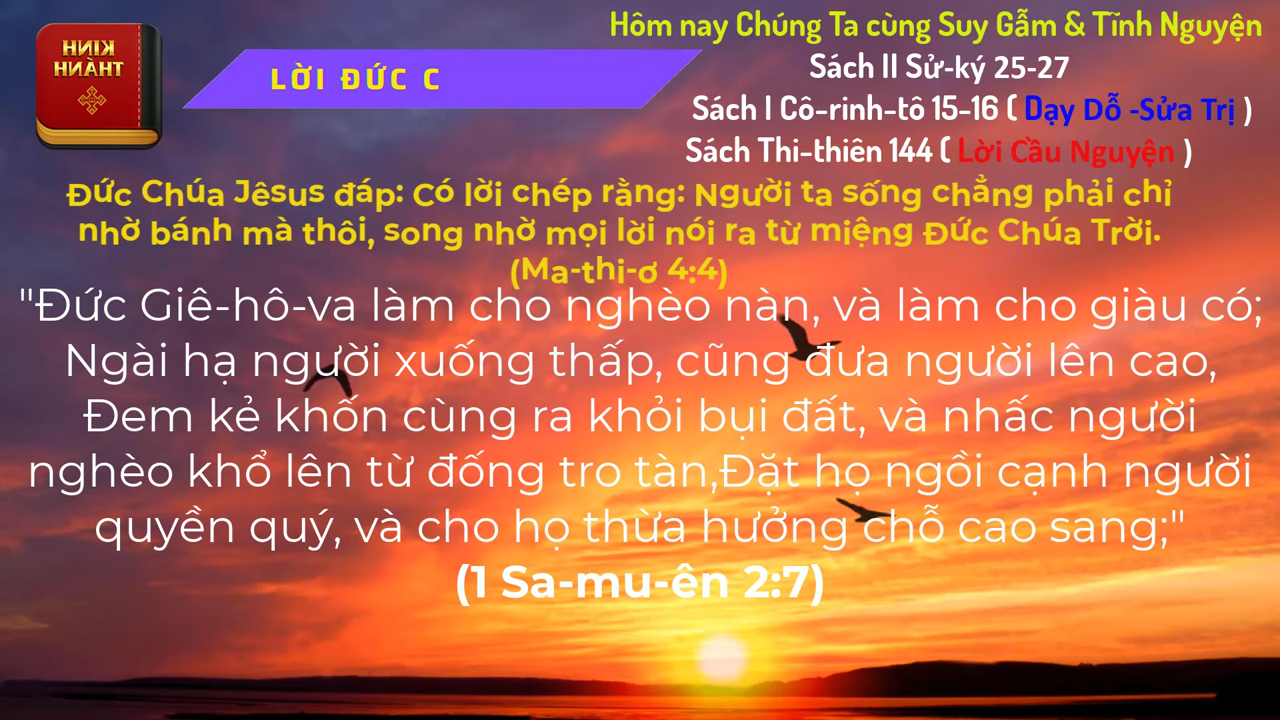 KINH
THÁNH
LỜI ĐỨC C
Hôm nay Chúng Ta cùng Suy Gẫm & Tĩnh Nguyện
Sách II Sử-ký 25-27
Sách I Cô-rinh-tô 15-16 ( Dạy Dỗ -Sửa Trị )
Sách Thi-thiên 144 ( Lời Cầu Nguyện )
Đức Chúa Jêsus đáp: Có lời chép rằng: Người ta sống chẳng phải chỉ
nhờ bánh mà thôi, song nhờ mọi lời nói ra từ miệng Đức Chúa Trời.
(Ma-thi-ơ 4:4)
"Đức Giê-hô-va làm cho nghèo nàn, và làm cho giàu có;
Ngài hạ người xuống thấp, cũng đưa người lên cao,
Đem kẻ khốn cùng ra khỏi bụi đất, và nhấc người
nghèo khổ lên từ đống tro tàn,Đặt họ ngồi cạnh người
quyền quý, và cho họ thừa hưởng chỗ cao sang;"
(1 Sa-mu-ên 2:7)